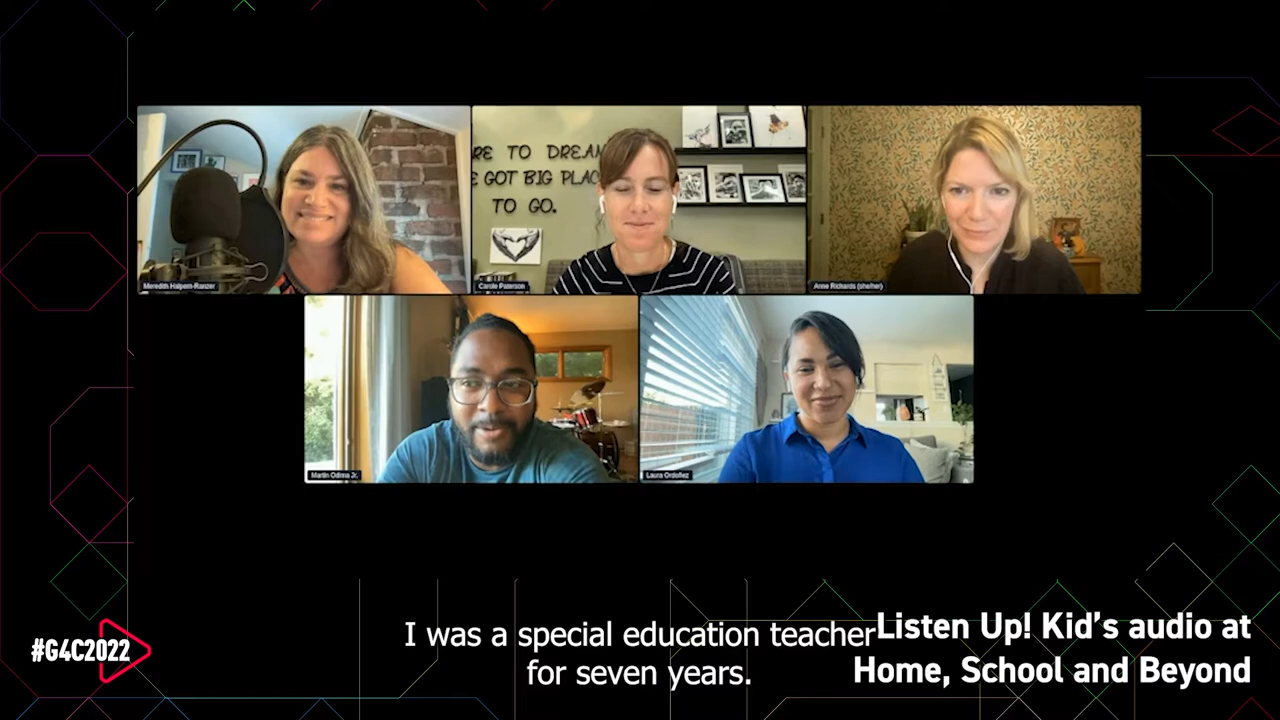 RE TO DREAM
E GOT BIG PLAC
TO GO.
Meredith Halpern-Ranzer
Carole Paterson
Anne Richards (she/her)
Martin Odima Jr.
Laura Ordoñez
#G4C2022
I was a special education teacher
for seven years.
Listen Up! Kid's audio at
Home, School and Beyond